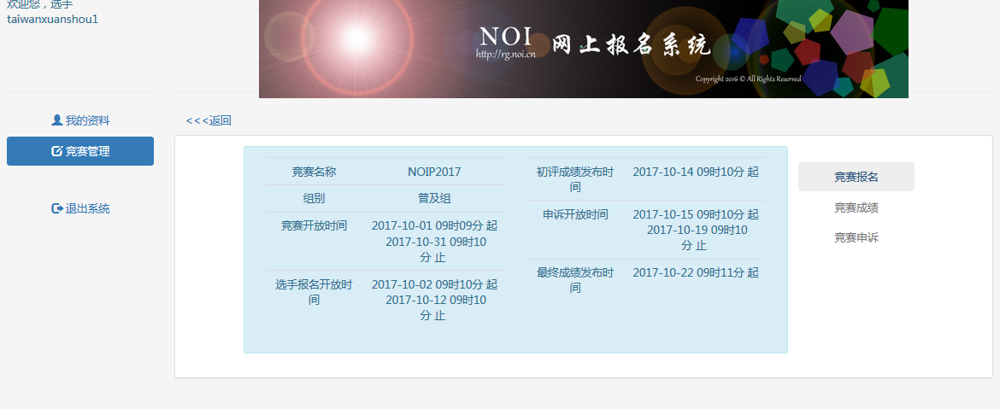 欢迎您，选手
taiwanxuanshou1
NOI 网上报名系统
http://rg.noi.cn
Copyright 2016 © All Rights Reserved
我的资料
竞赛管理
退出系统
<<<返回
竞赛名称 NOIP2017
组别 普及组
竞赛开放时间 2017-10-01 09时09分 起
2017-10-31 09时10
分 止
选手报名开放时 2017-10-02 09时10分 起
间 2017-10-12 09时10
分 止
初评成绩发布时 2017-10-14 09时10分 起
间
申诉开放时间 2017-10-15 09时10分 起
2017-10-19 09时10
分 止
最终成绩发布时 2017-10-22 09时11分 起
间
竞赛报名
竞赛成绩
竞赛申诉